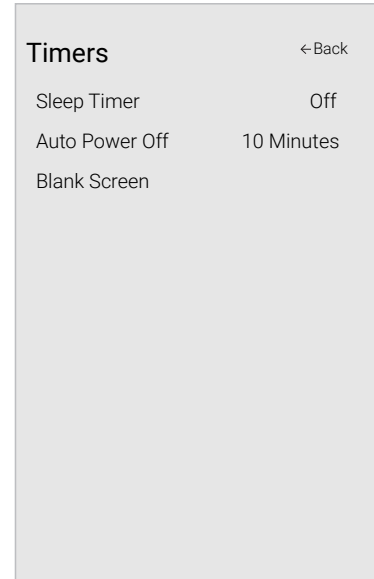 Timers ←Back
Sleep Timer Off
Auto Power Off 10 Minutes
Blank Screen